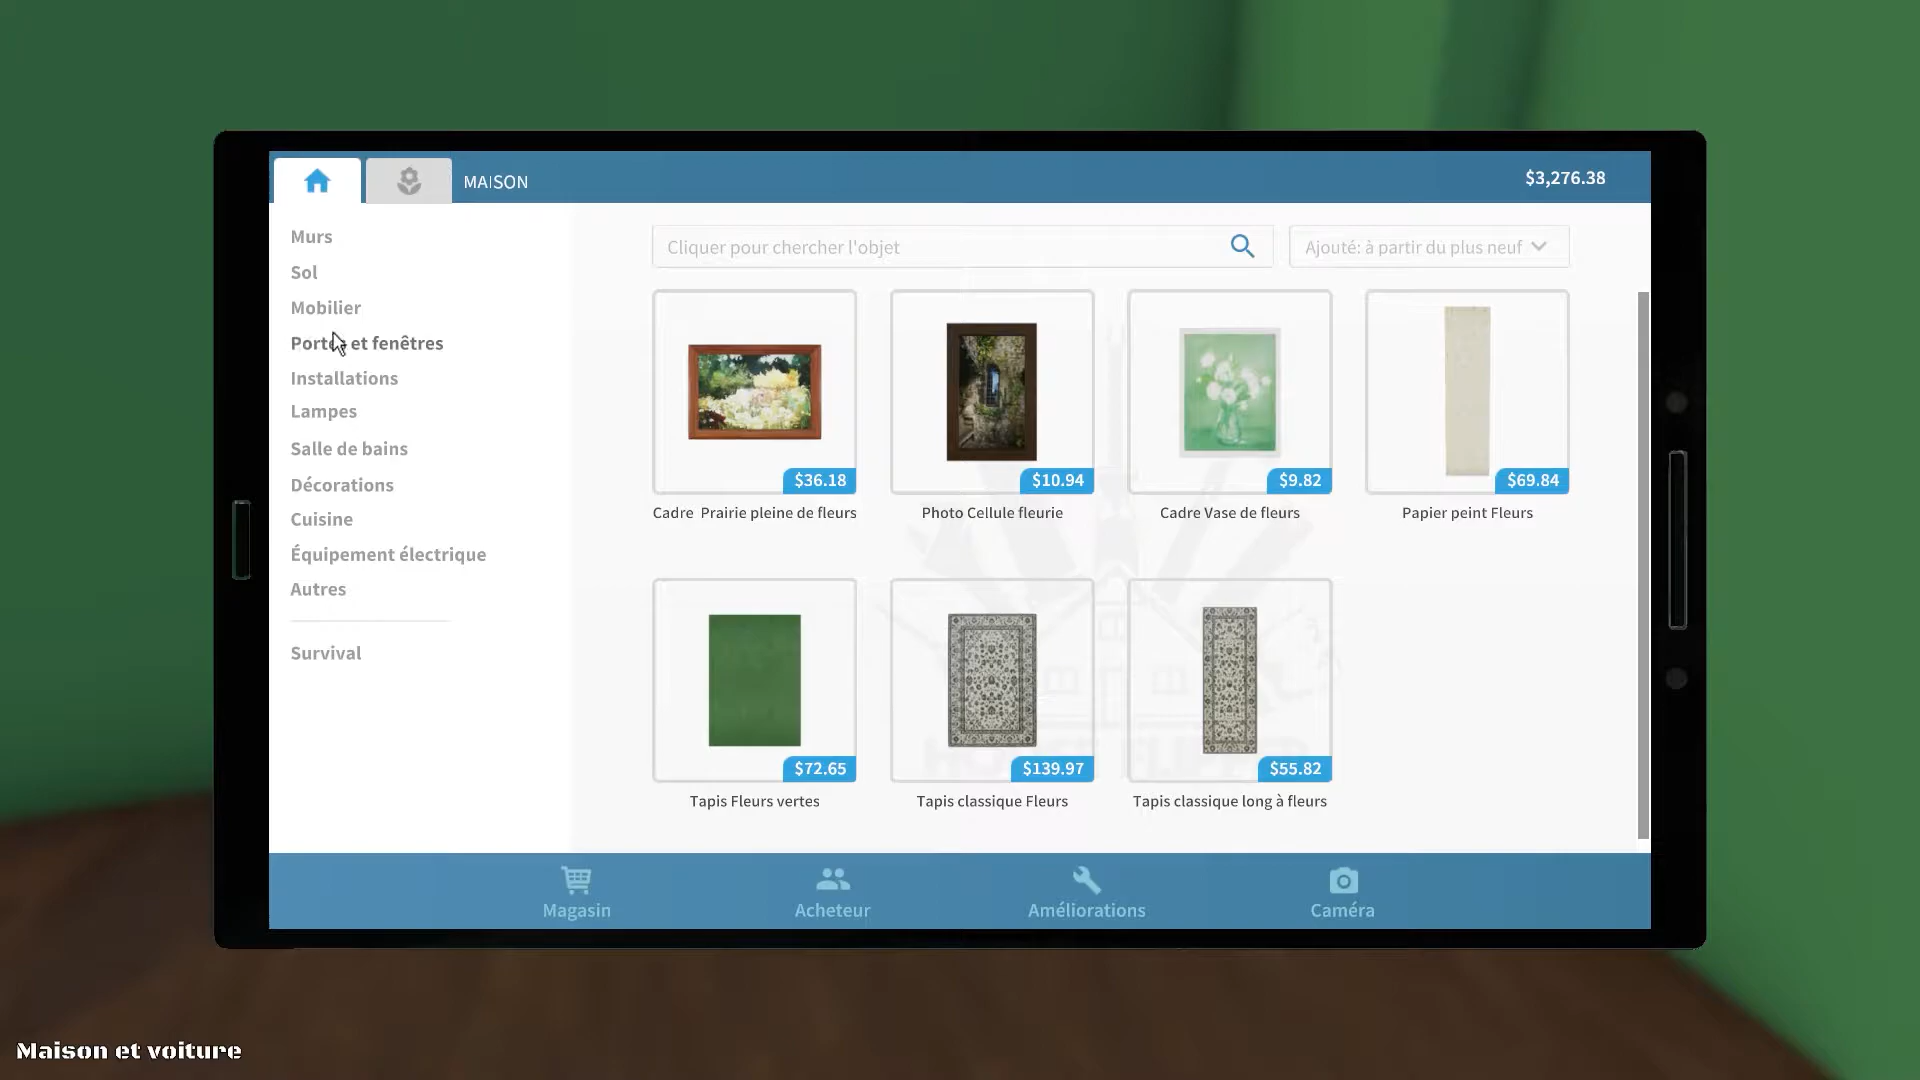 MAISON
$3,276.38
Murs
Sol
Mobilier
Portes et fenêtres
Installations
Lampes
Salle de bains
Décorations
Cuisine
Équipement électrique
Autres
Survival
Cliquer pour chercher l'objet
Ajouté: à partir du plus neuf
$36.18
$10.94
$9.82
$69.84
Cadre Prairie pleine de fleurs
Photo Cellule fleurie
Cadre Vase de fleurs
Papier peint Fleurs
HOUSE FLIPPER
$72.65
$139.97
$55.82
Tapis Fleurs vertes
Tapis classique Fleurs
Tapis classique long à fleurs
Magasin
Acheteur
Améliorations
Caméra
Maison et voiture